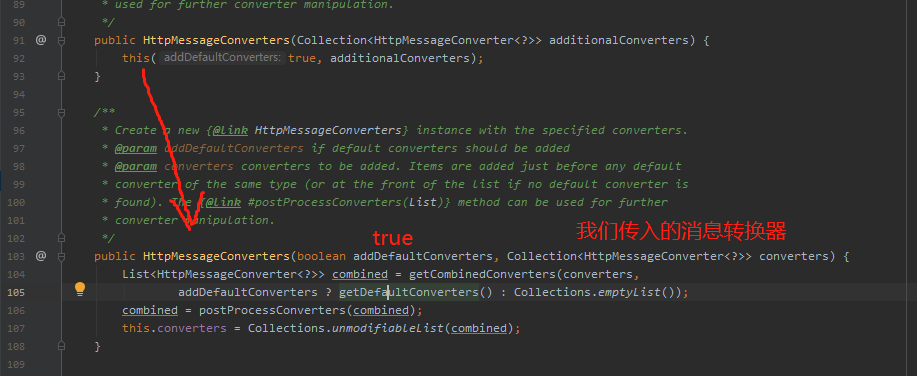 89 * used for further converter manipulation.
90 */
91 @ public HttpMessageConverters(Collection<HttpMessageConverter<?>> additionalConverters) {
92 this( addDefaultConverters: true, additionalConverters);
93 }
94
95 /**
96 * Create a new {@link HttpMessageConverters} instance with the specified converters.
97 * @param addDefaultConverters if default converters should be added
98 * @param converters converters to be added. Items are added just before any default
99 * converter of the same type (or at the front of the list if no default converter is
100 * found). The {@link #postProcessConverters(List)} method can be used for further
101 * converter manipulation.
102 */
true 我们传入的消息转换器
103 @ public HttpMessageConverters(boolean addDefaultConverters, Collection<HttpMessageConverter<?>> converters) {
104 List<HttpMessageConverter<?>> combined = getCombinedConverters(converters,
105 addDefaultConverters ? getDefaultConverters() : Collections.emptyList());
106 combined = postProcessConverters(combined);
107 this.converters = Collections.unmodifiableList(combined);
108 }
109